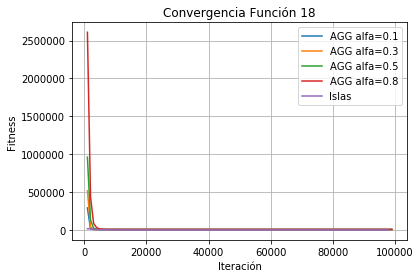 Convergencia Función 18
AGG alfa=0.1
AGG alfa=0.3
AGG alfa=0.5
AGG alfa=0.8
Islas
Fitness
2500000
2000000
1500000
1000000
500000
0
0 20000 40000 60000 80000 100000
Iteración